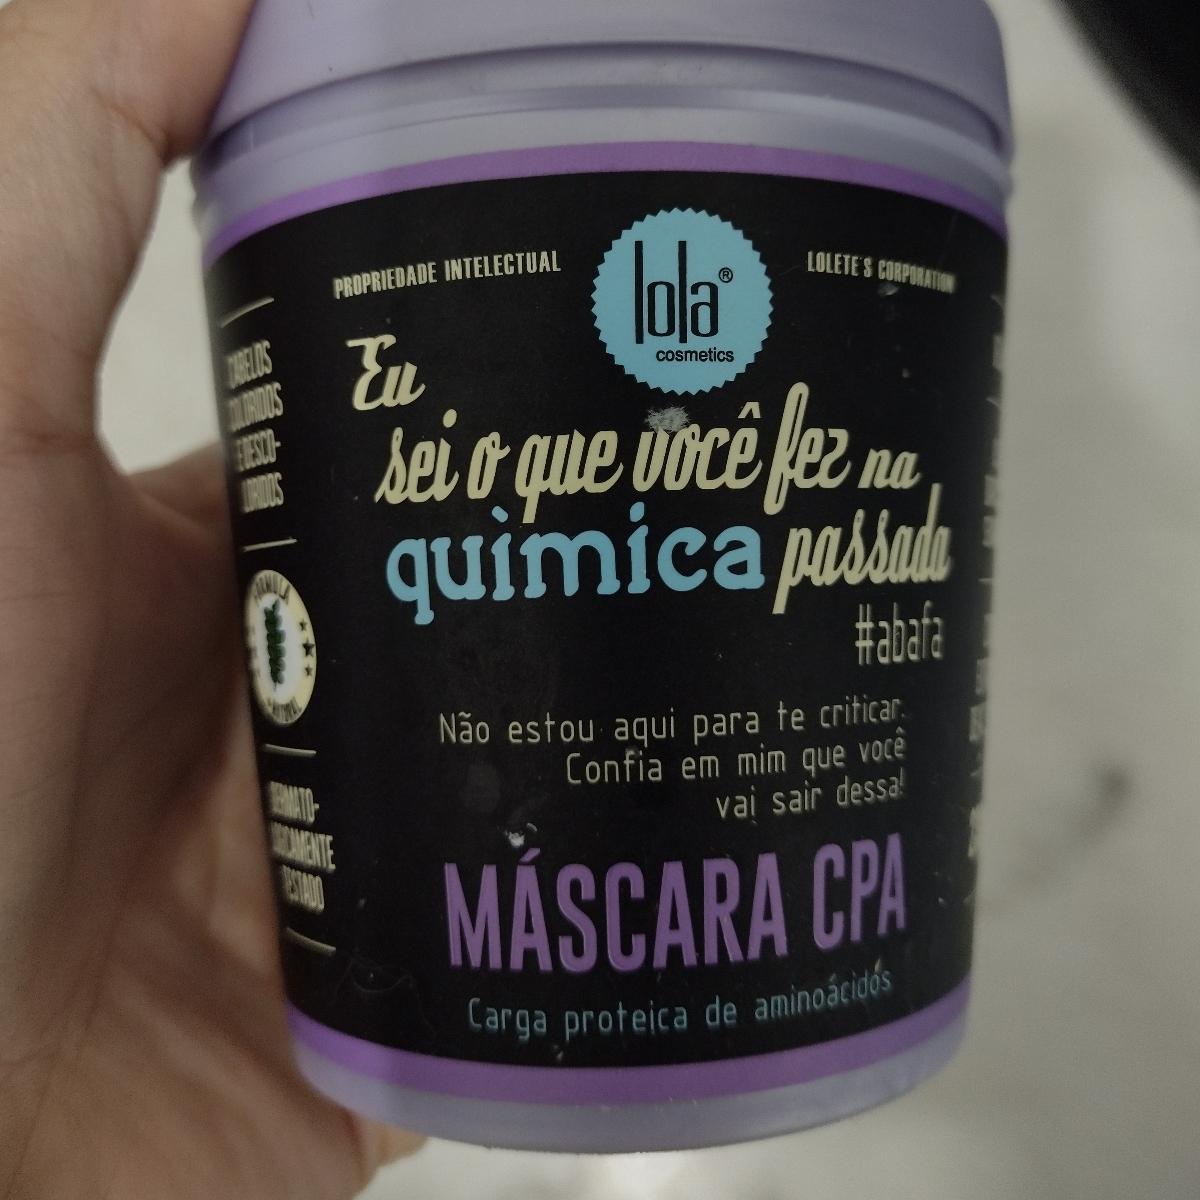 PROPRIEDADE INTELECTUAL
lola®
cosmetics
LOLETE'S CORPORATION
Eu
sei o que você fez na
química passada
#abafa
Não estou aqui para te criticar.
Confia em mim que você
vai sair dessa!
MÁSCARA CPA
Carga proteica de aminoácidos
CABELOS
COLORIDOS
E DESCO-
LORIDOS
FÓRMULA
NATURAL
DERMATO-
LOGICAMENTE
TESTADO